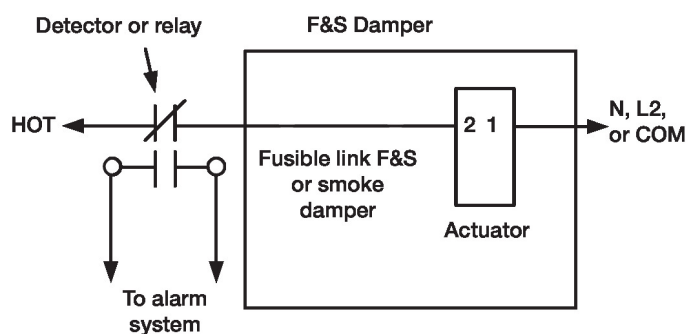 Detector or relay
F&S Damper
HOT
2 1
N, L2,
or COM
Fusible link F&S
or smoke
damper
Actuator
To alarm
system